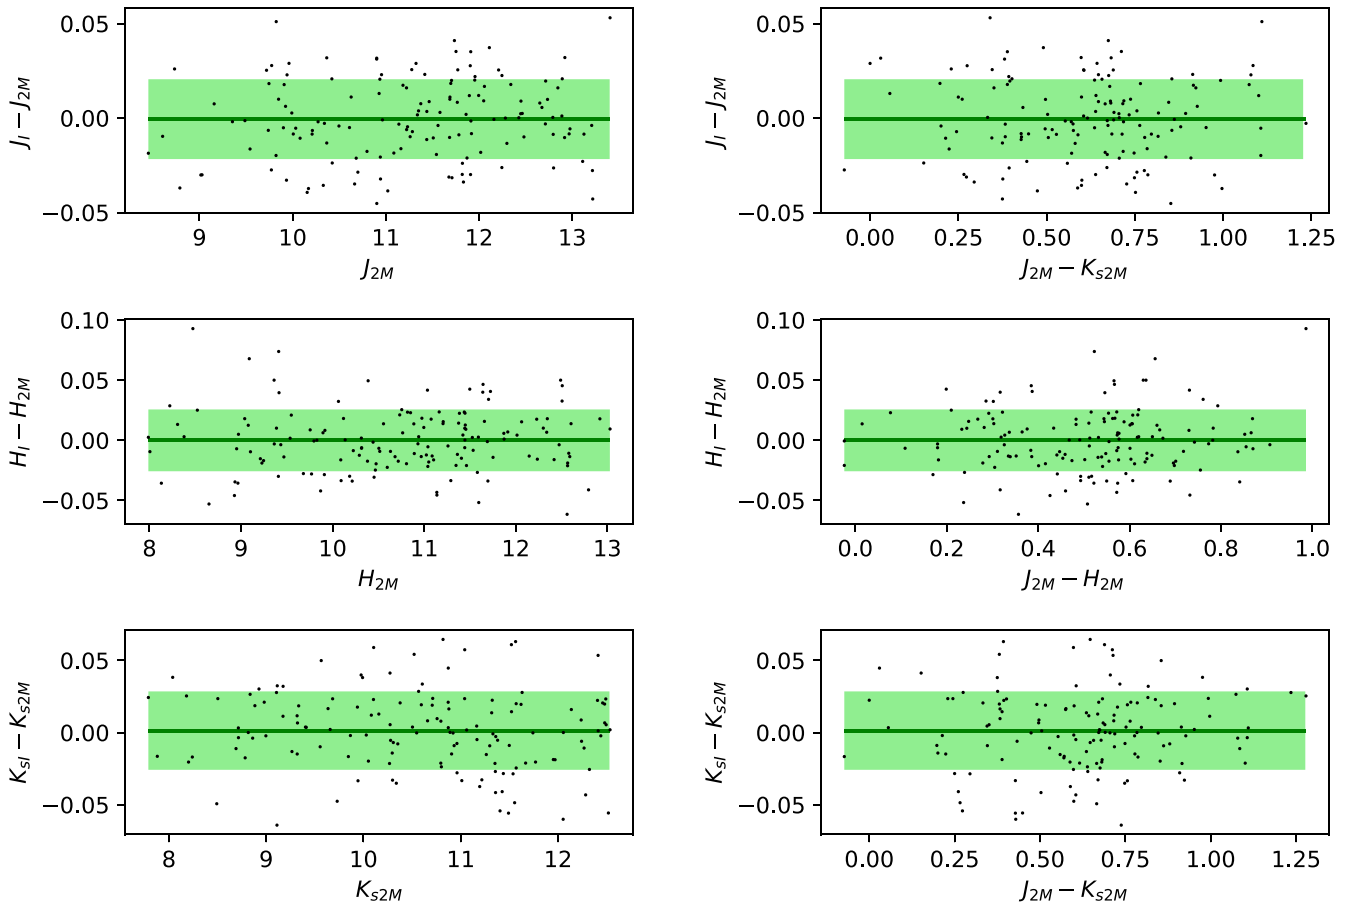 0.05
0.00
−0.05
J_I − J_2M
9 10 11 12 13
J_2M
0.05
0.00
−0.05
J_I − J_2M
0.00 0.25 0.50 0.75 1.00 1.25
J_2M − K_s2M
0.10
0.05
0.00
−0.05
H_I − H_2M
8 9 10 11 12 13
H_2M
0.10
0.05
0.00
−0.05
H_I − H_2M
0.0 0.2 0.4 0.6 0.8 1.0
J_2M − H_2M
0.05
0.00
−0.05
K_sI − K_s2M
8 9 10 11 12
K_s2M
0.05
0.00
−0.05
K_sI − K_s2M
0.00 0.25 0.50 0.75 1.00 1.25
J_2M − K_s2M